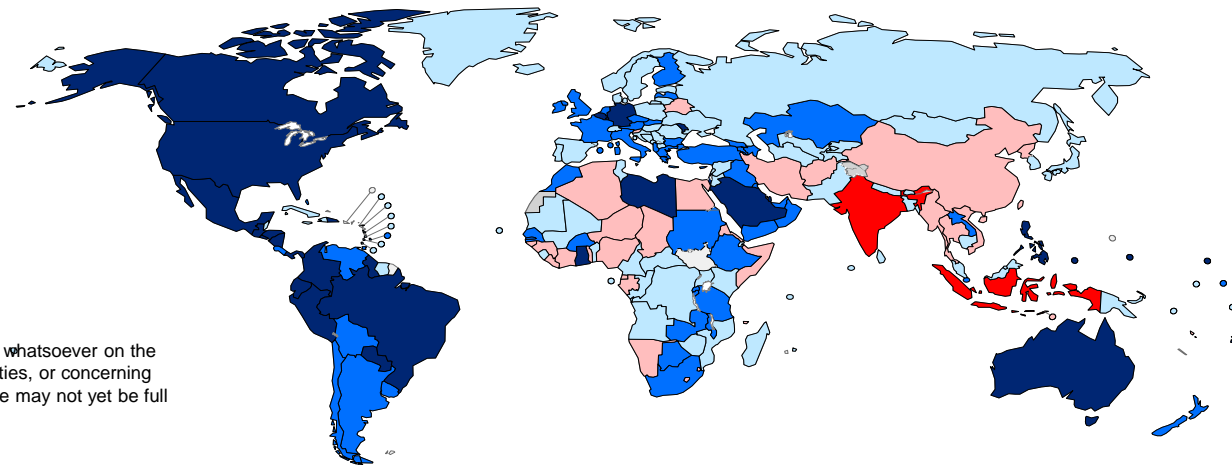 whatsoever on the
ties, or concerning
e may not yet be full